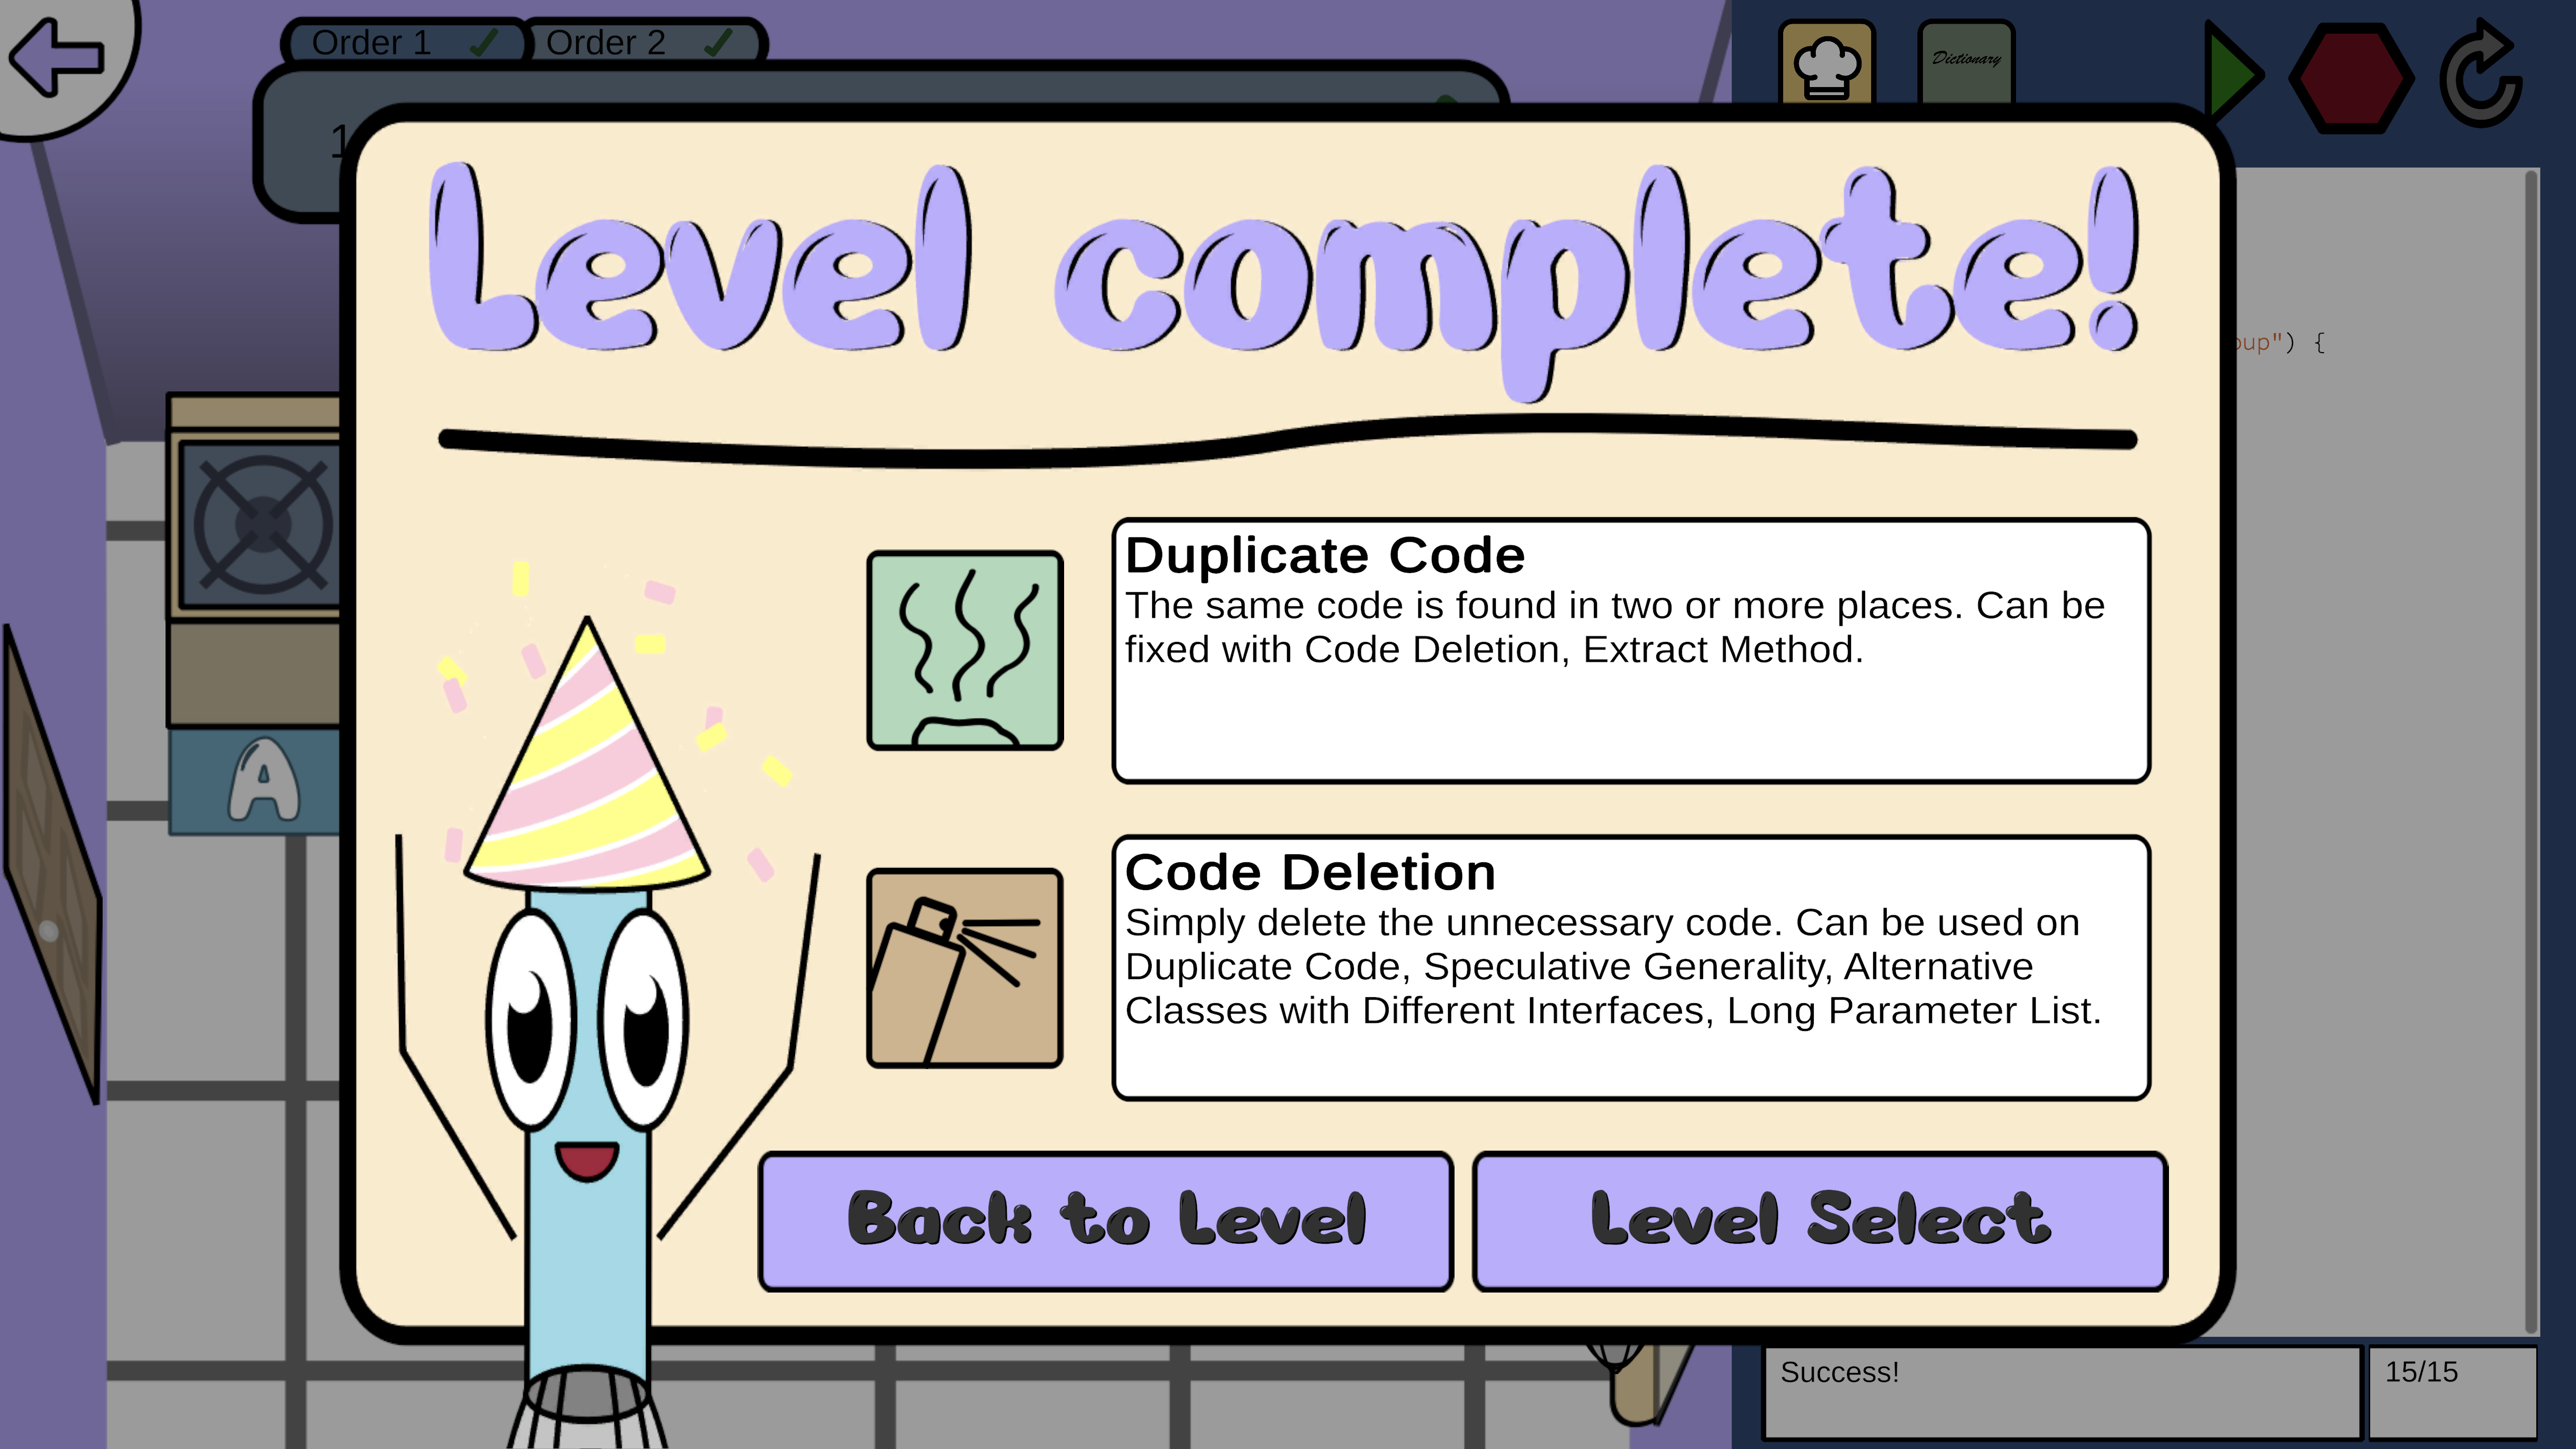 Order 1
Order 2
Dictionary
1
Level complete!
") {
Duplicate Code
The same code is found in two or more places. Can be
fixed with Code Deletion, Extract Method.
A
Code Deletion
Simply delete the unnecessary code. Can be used on
Duplicate Code, Speculative Generality, Alternative
Classes with Different Interfaces, Long Parameter List.
Back to Level
Level Select
Success!
15/15